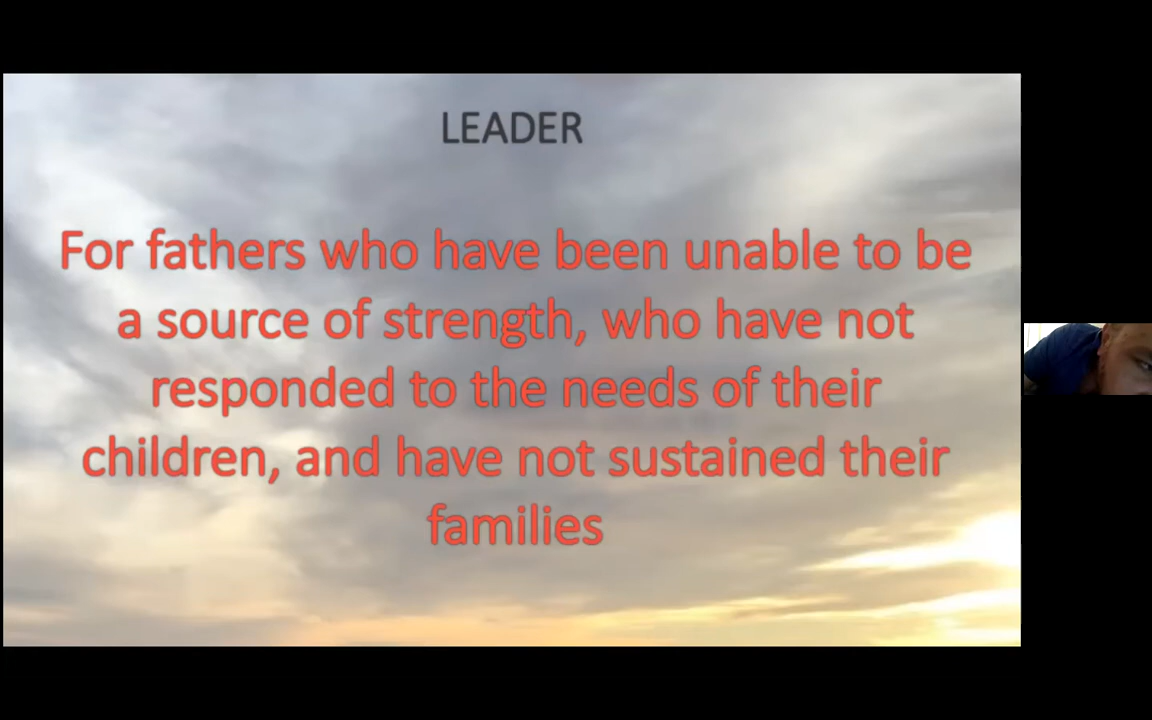 LEADER
For fathers who have been unable to be
a source of strength, who have not
responded to the needs of their
children, and have not sustained their
families